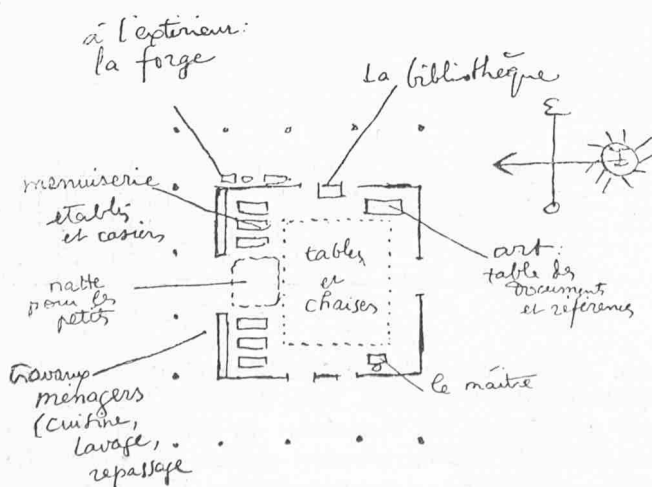 à l'extérieur:
la forge
La bibliothèque
E
O
menuiserie
établis
et casiers
tables
et
chaises
art:
table des
documents
et références
natte
pour les
petits
travaux
ménagers
(cuisine,
lavage,
repassage
le maître